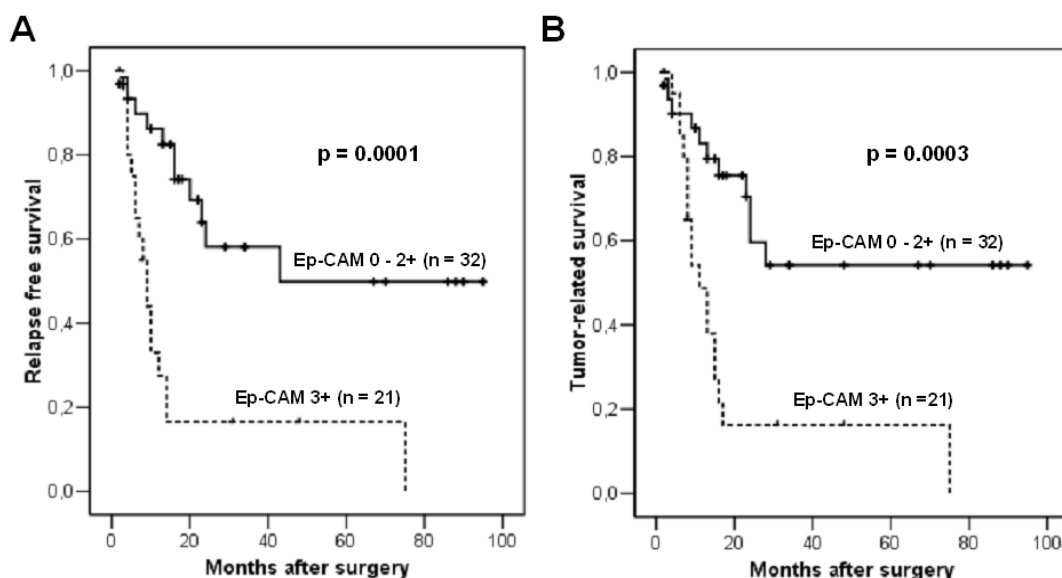 A
Relapse free survival
1,0
0,8
0,6
0,4
0,2
0,0
p = 0.0001
Ep-CAM 0 - 2+ (n = 32)
Ep-CAM 3+ (n = 21)
0 20 40 60 80 100
Months after surgery
B
Tumor-related survival
1,0
0,8
0,6
0,4
0,2
0,0
p = 0.0003
Ep-CAM 0 - 2+ (n = 32)
Ep-CAM 3+ (n =21)
0 20 40 60 80 100
Months after surgery